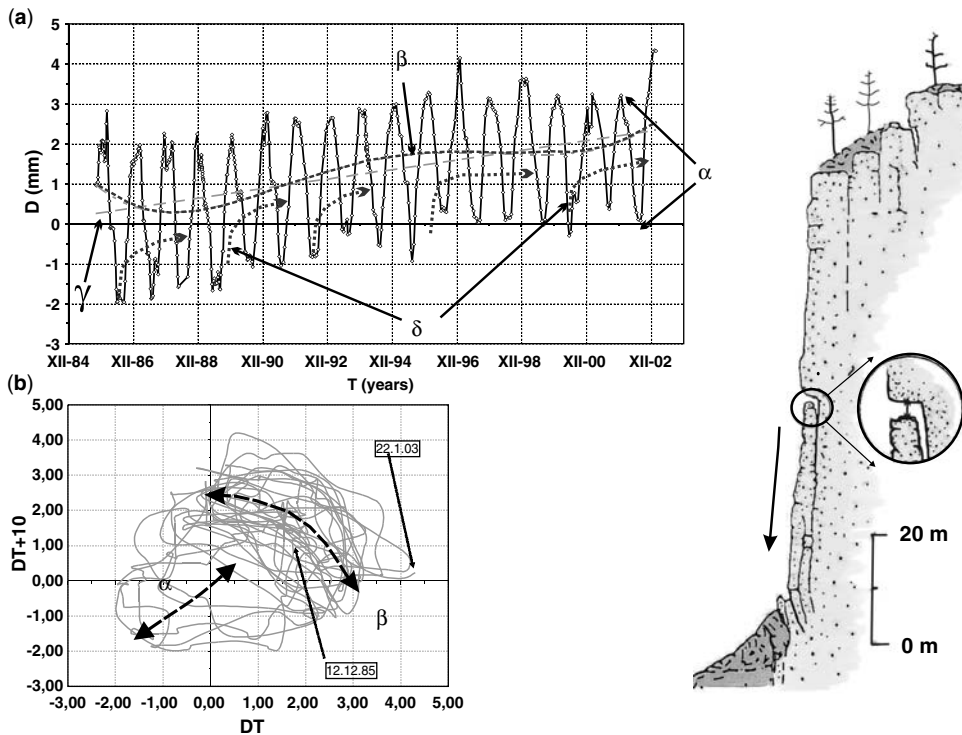 (a)
5
4
3
2
1
0
-1
-2
-3
D (mm)
β
α
γ
δ
XII-84 XII-86 XII-88 XII-90 XII-92 XII-94 XII-96 XII-98 XII-00 XII-02
T (years)
(b)
5,00
4,00
3,00
2,00
1,00
0,00
-1,00
-2,00
-3,00
DT+10
22.1.03
α
β
12.12.85
-3,00 -2,00 -1,00 0,00 1,00 2,00 3,00 4,00 5,00
DT
20 m
0 m